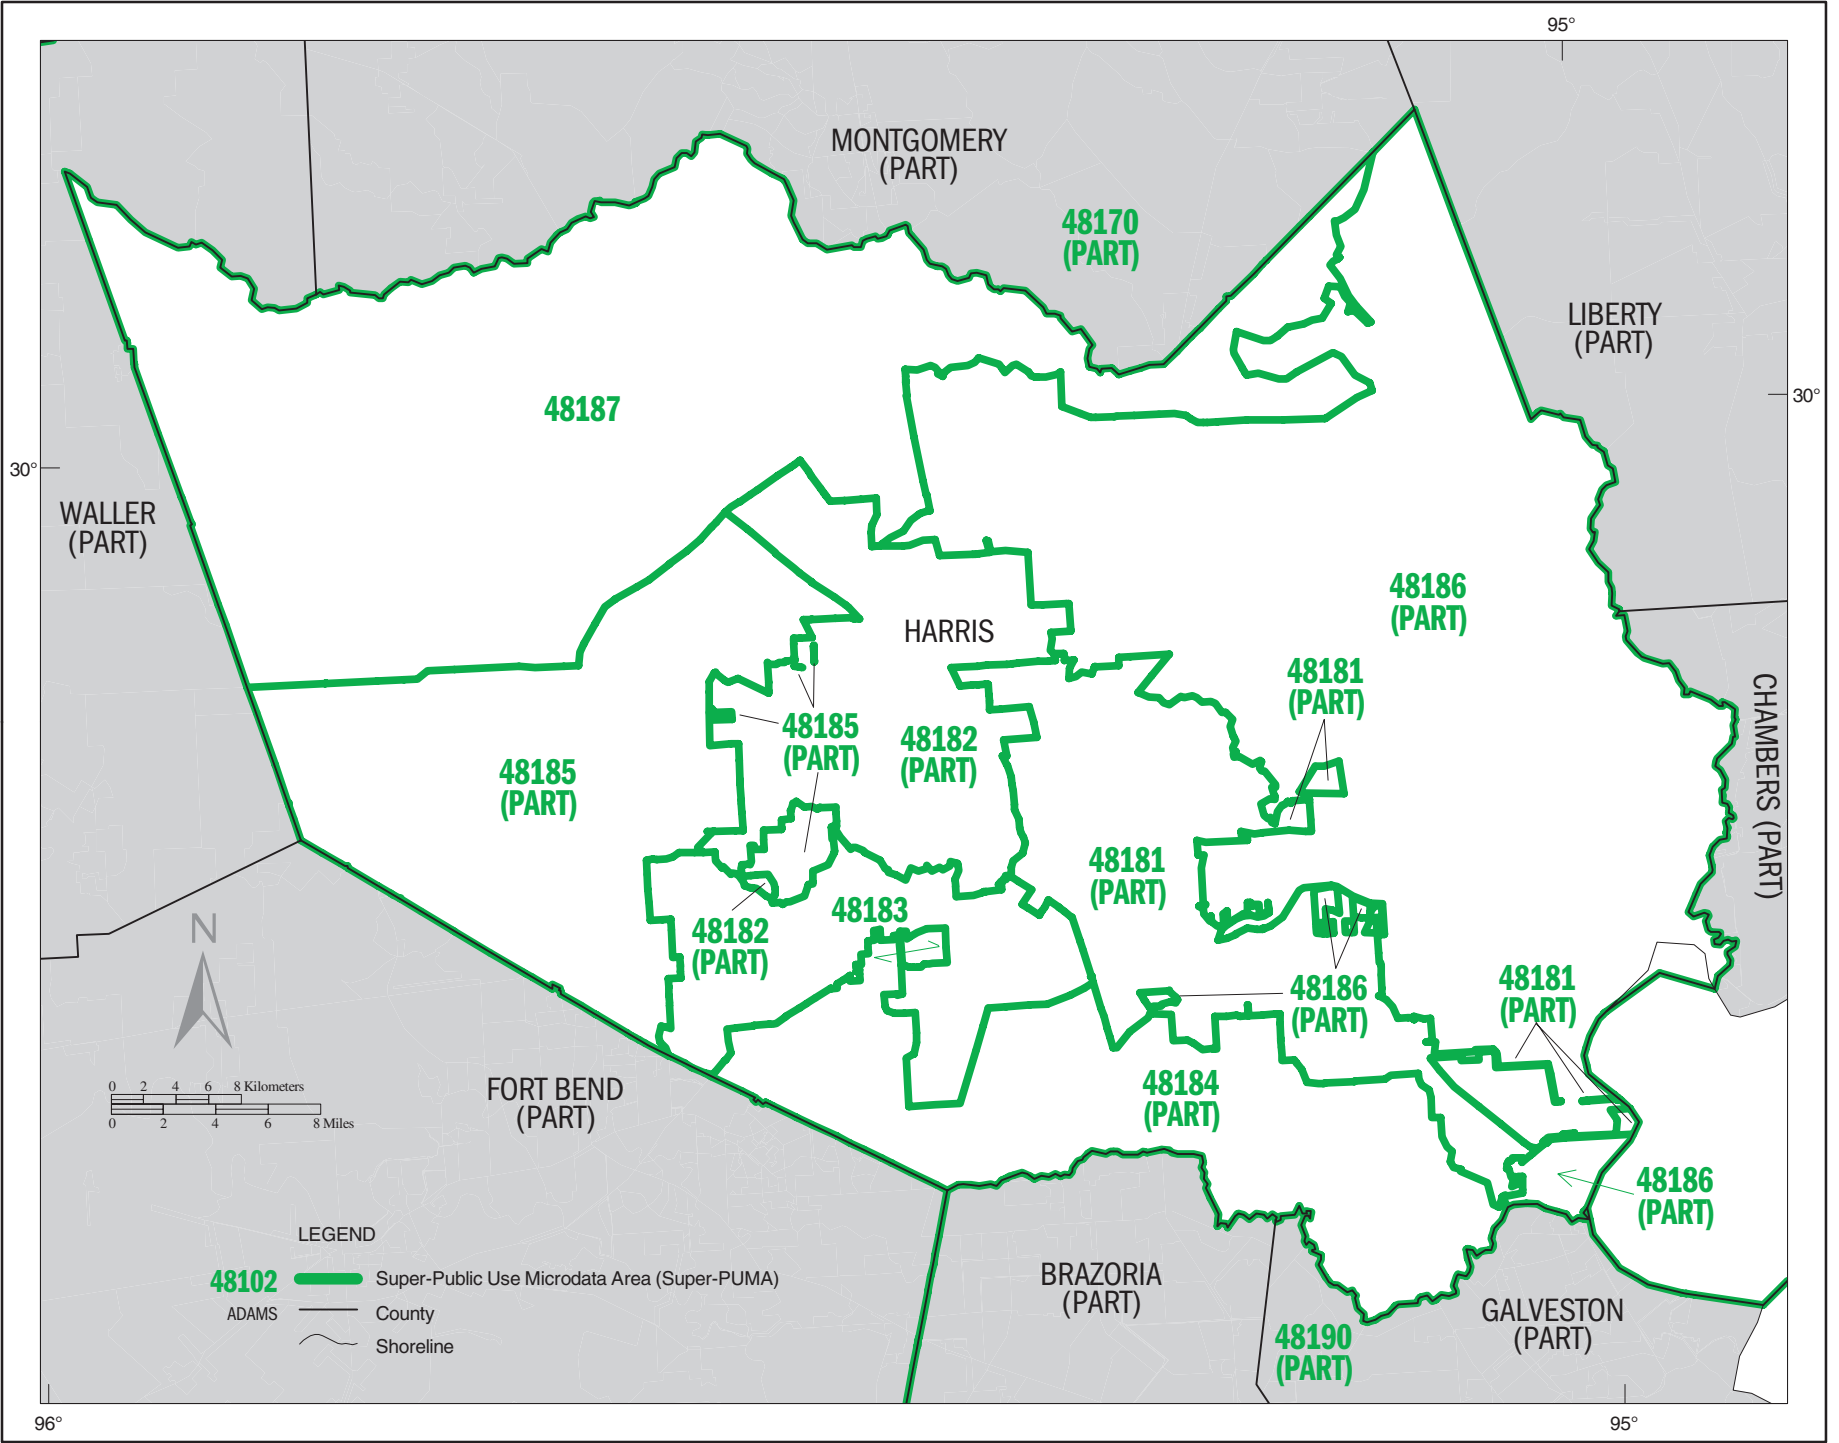 95°
MONTGOMERY
(PART)
48170
(PART)
LIBERTY
(PART)
30°
48187
30°
WALLER
(PART)
48186
(PART)
HARRIS
48181
(PART)
CHAMBERS (PART)
48185
(PART)
48182
(PART)
48185
(PART)
48181
(PART)
48183
48182
(PART)
N
48181
(PART)
48186
(PART)
0 2 4 6 8 Kilometers
0 2 4 6 8 Miles
FORT BEND
(PART)
48184
(PART)
48186
(PART)
LEGEND
48102 Super-Public Use Microdata Area (Super-PUMA)
ADAMS County
Shoreline
BRAZORIA
(PART)
GALVESTON
(PART)
48190
(PART)
96°
95°